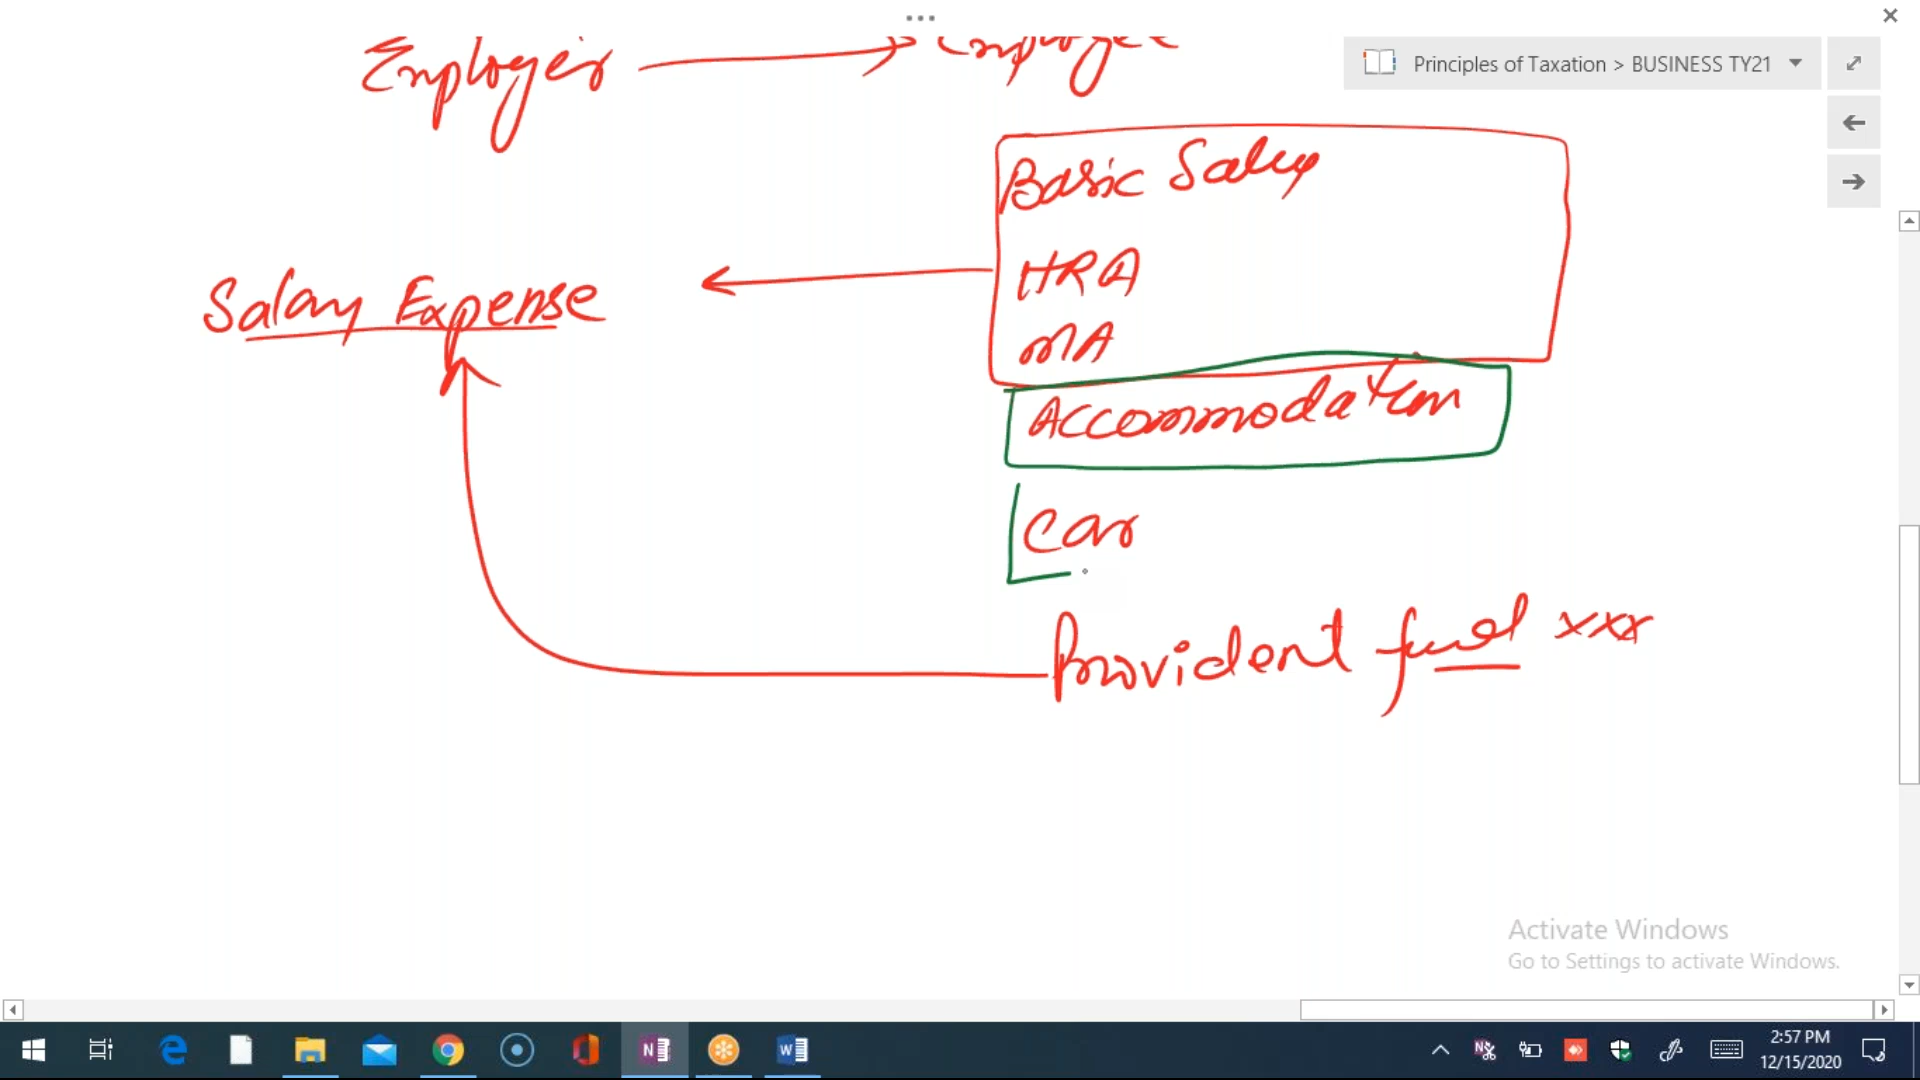 Employer Employee
Principles of Taxation > BUSINESS TY21
Basic Salary
HRA
Salary Expense
MA
Accommodation
Car
Provident fund xxx
Activate Windows
Go to Settings to activate Windows.
2:57 PM
12/15/2020